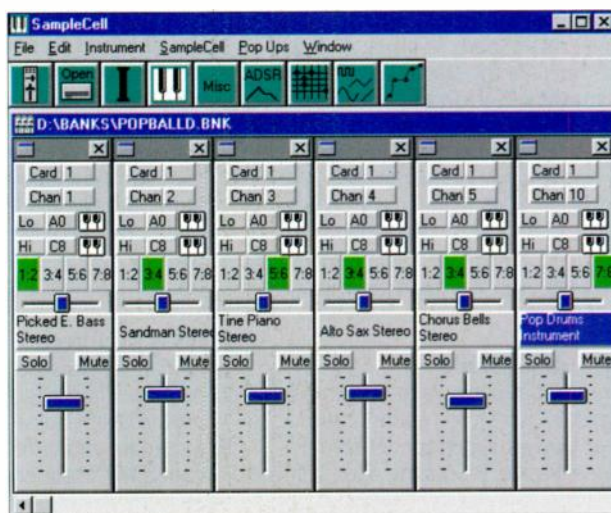 SampleCell
File Edit Instrument SampleCell Pop Ups Window
Open Misc ADSR
D:\BANKS\POPBALLD.BNK
Card 1 Card 1 Card 1 Card 1 Card 1 Card 1
Chan 1 Chan 2 Chan 3 Chan 4 Chan 5 Chan 10
Lo A0 Lo A0 Lo A0 Lo A0 Lo A0 Lo A0
Hi C8 Hi C8 Hi C8 Hi C8 Hi C8 Hi C8
1:2 3:4 5:6 7:8 1:2 3:4 5:6 7:8 1:2 3:4 5:6 7:8 1:2 3:4 5:6 7:8 1:2 3:4 5:6 7:8 1:2 3:4 5:6 7:8
Picked E. Bass Stereo
Sandman Stereo
Tine Piano Stereo
Alto Sax Stereo
Chorus Bells Stereo
Pop Drums Instrument
Solo Mute Solo Mute Solo Mute Solo Mute Solo Mute Solo Mute